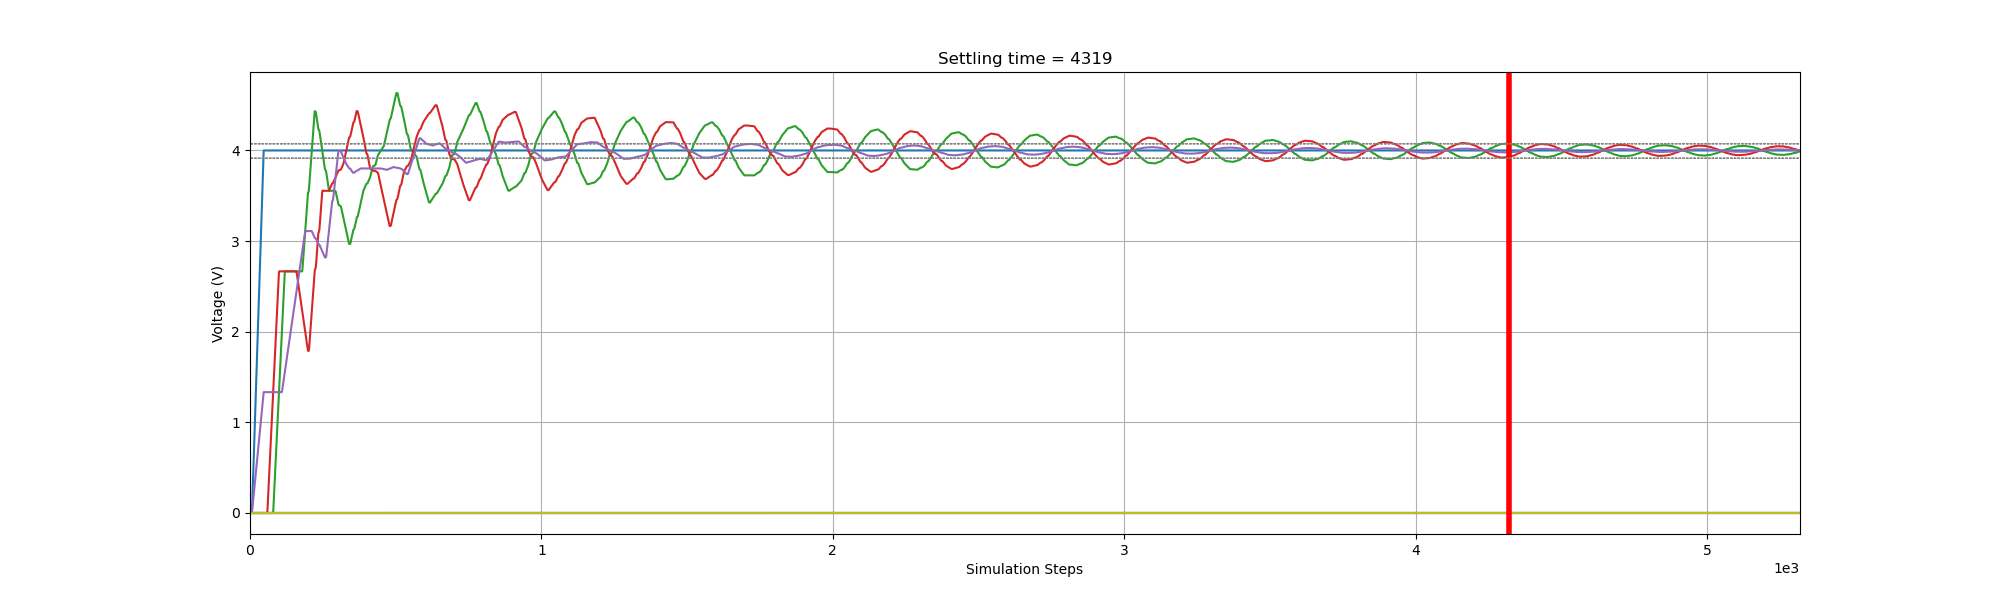 Settling time = 4319
Voltage (V)
4
3
2
1
0
0 1 2 3 4 5
Simulation Steps
1e3